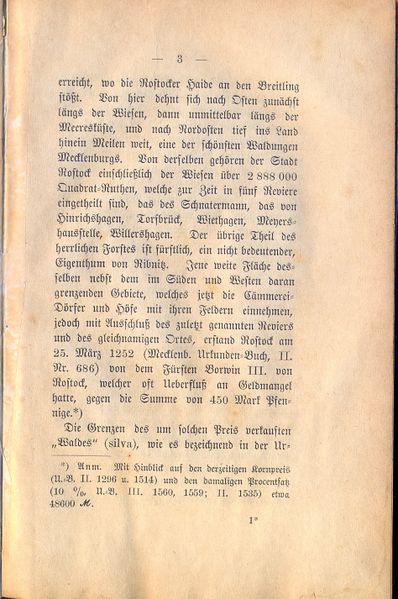 — 3 —
erreicht, wo die Rostocker Haide an den Breitling
stößt. Von hier dehnt sich nach Osten zunächst
längs der Wiesen, dann unmittelbar längs der
Meeresküste, und nach Nordosten tief ins Land
hinein Meilen weit, eine der schönsten Waldungen
Mecklenburgs. Von derselben gehören der Stadt
Rostock einschließlich der Wiesen über 2 888 000
Quadrat-Ruthen, welche zur Zeit in fünf Reviere
eingetheilt sind, das des Schnatermann, das von
Hinrichshagen, Torfbrück, Wiethagen, Meyers-
hausstelle, Willershagen. Der übrige Theil des
herrlichen Forstes ist fürstlich, ein nicht bedeutender,
Eigenthum von Ribnitz. Jene weite Fläche des-
selben nebst dem im Süden und Westen daran
grenzenden Gebiete, welches jetzt die Cämmerei-
Dörfer und Höfe mit ihren Feldern einnehmen,
jedoch mit Ausschluß des zuletzt genannten Reviers
und des gleichnamigen Ortes, erstand Rostock am
25. März 1252 (Mecklenb. Urkunden-Buch, II.
Nr. 686) von dem Fürsten Borwin III. von
Rostock, welcher oft Ueberfluß an Geldmangel
hatte, gegen die Summe von 450 Mark Pfen-
nige.*)
Die Grenzen des um solchen Preis verkauften
„Waldes" (silva), wie es bezeichnend in der Ur-
*) Anm. Mit Hinblick auf den derzeitigen Kornpreis
(U.-B. II. 1296 u. 1514) und den damaligen Procentsatz
(10 %, U.-B. III. 1560, 1559; II. 1535) etwa
48600 ℳ.
1*